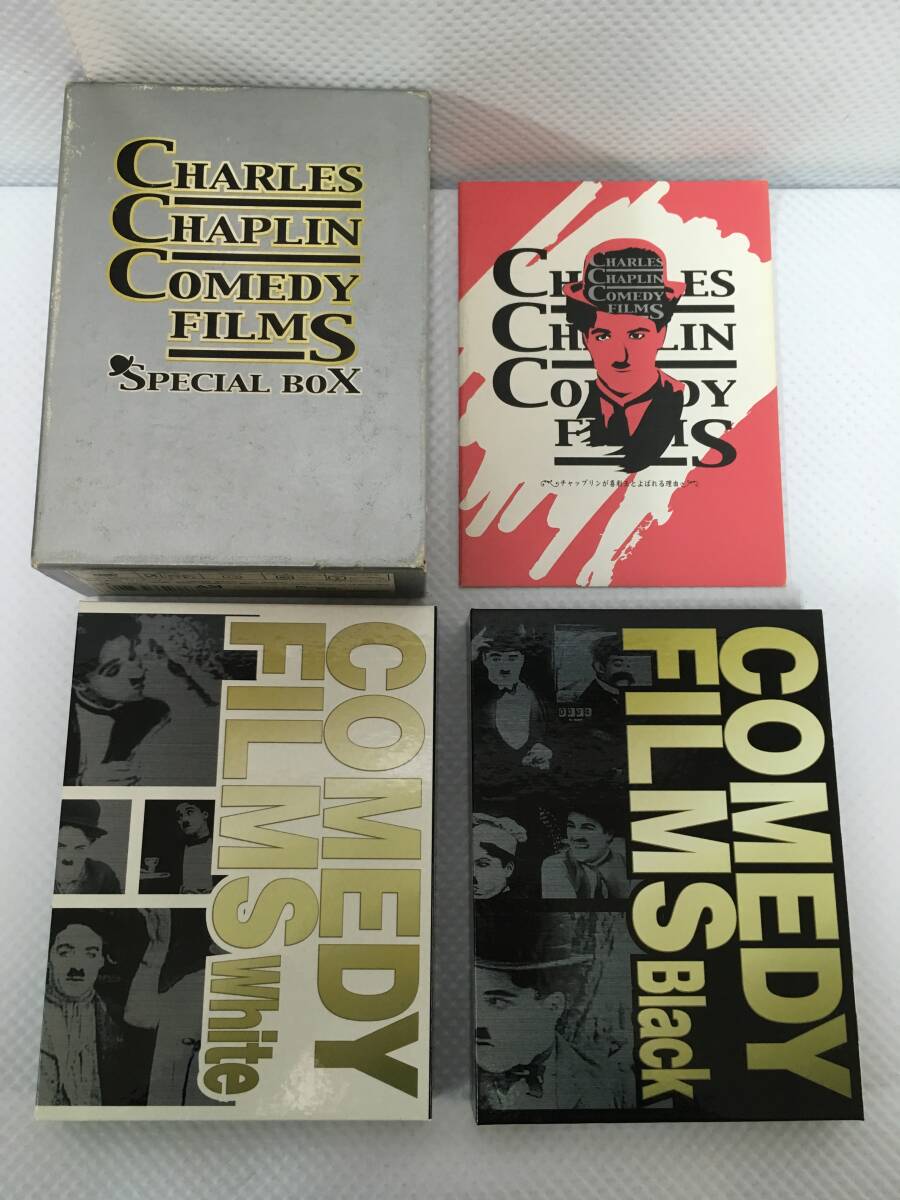 CHARLES
CHAPLIN
COMEDY
FILMS
SPECIAL BOX
CHARLES
CHAPLIN
COMEDY
FILMS
CHARLES
CHAPLIN
COMEDY
FILMS
チャップリンが喜劇王とよばれる理由
COMEDY
FILMS White
COMEDY
FILMS Black